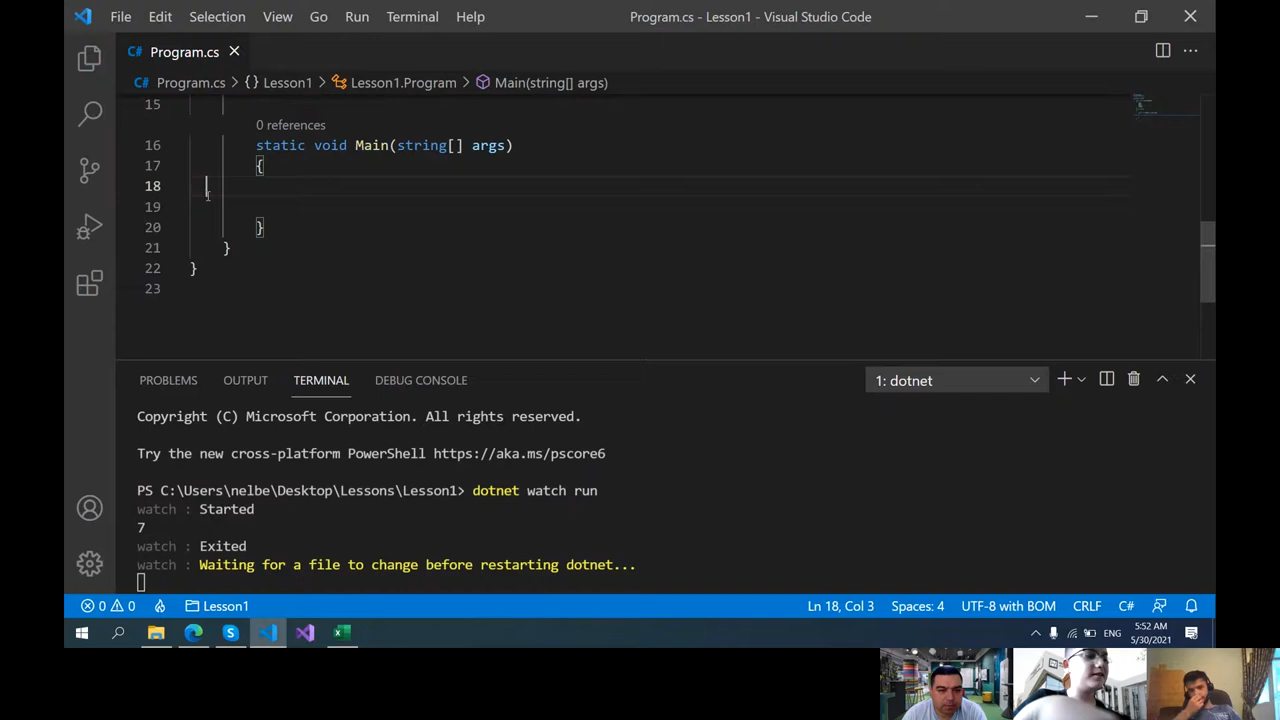 File Edit Selection View Go Run Terminal Help Program.cs - Lesson1 - Visual Studio Code
C# Program.cs
C# Program.cs > {} Lesson1 > Lesson1.Program > Main(string[] args)
15
0 references
16 static void Main(string[] args)
17 {
18
19
20 }
21 }
22 }
23
PROBLEMS OUTPUT TERMINAL DEBUG CONSOLE 1: dotnet
Copyright (C) Microsoft Corporation. All rights reserved.
Try the new cross-platform PowerShell https://aka.ms/pscore6
PS C:\Users\nelbe\Desktop\Lessons\Lesson1> dotnet watch run
watch : Started
7
watch : Exited
watch : Waiting for a file to change before restarting dotnet...
0 0 Lesson1 Ln 18, Col 3 Spaces: 4 UTF-8 with BOM CRLF C#
ENG 5:52 AM
5/30/2021